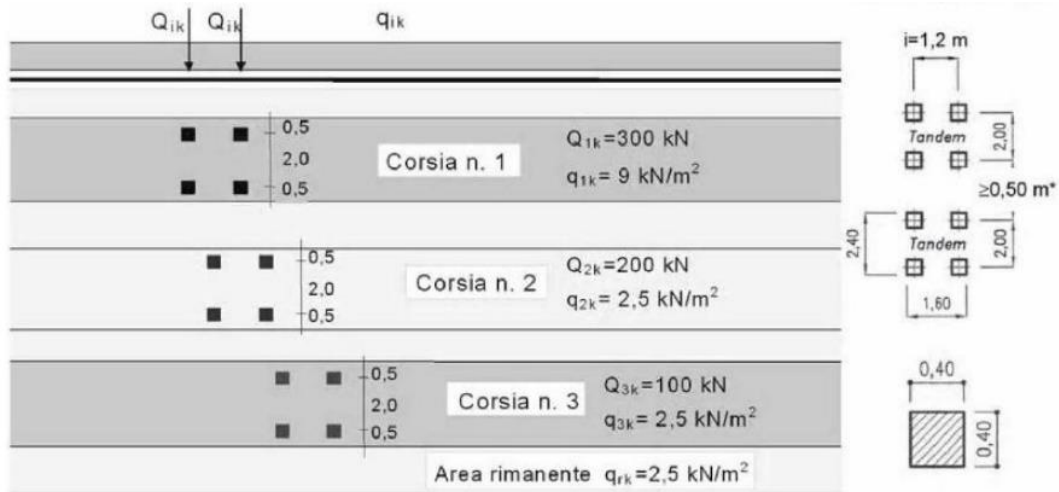 Qik Qik qik
0,5
2,0
0,5
Corsia n. 1
Q1k=300 kN
q1k= 9 kN/m²
0,5
2,0
0,5
Corsia n. 2
Q2k=200 kN
q2k= 2,5 kN/m²
0,5
2,0
0,5
Corsia n. 3
Q3k=100 kN
q3k= 2,5 kN/m²
Area rimanente qrk=2,5 kN/m²
i=1,2 m
Tandem
2,00
≥0,50 m*
2,40
Tandem
2,00
1,60
0,40
0,40